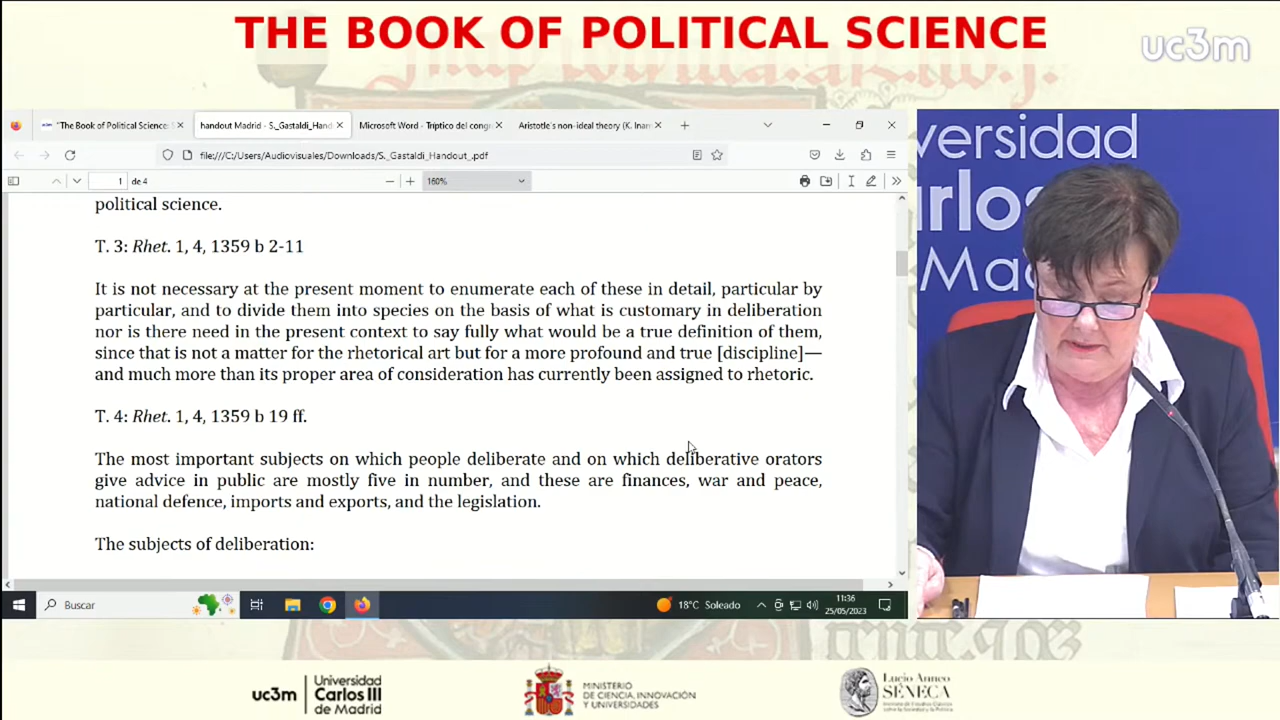 THE BOOK OF POLITICAL SCIENCE
uc3m
"The Book of Political Science:
handout Madrid - S._Gastaldi_Hand
Microsoft Word - Tríptico del congr
Aristotle's non-ideal theory (K. Inam
file:///C:/Users/Audiovisuales/Downloads/S._Gastaldi_Handout_.pdf
1 de 4
160%
political science.
T. 3: Rhet. 1, 4, 1359 b 2-11
It is not necessary at the present moment to enumerate each of these in detail, particular by
particular, and to divide them into species on the basis of what is customary in deliberation
nor is there need in the present context to say fully what would be a true definition of them,
since that is not a matter for the rhetorical art but for a more profound and true [discipline]—
and much more than its proper area of consideration has currently been assigned to rhetoric.
T. 4: Rhet. 1, 4, 1359 b 19 ff.
The most important subjects on which people deliberate and on which deliberative orators
give advice in public are mostly five in number, and these are finances, war and peace,
national defence, imports and exports, and the legislation.
The subjects of deliberation:
versidad
rlos
Mad
Buscar
18°C Soleado
11:36
25/05/2023
uc3m
Universidad
Carlos III
de Madrid
MINISTERIO
DE CIENCIA, INNOVACIÓN
Y UNIVERSIDADES
Lucio Anneo
SÉNECA